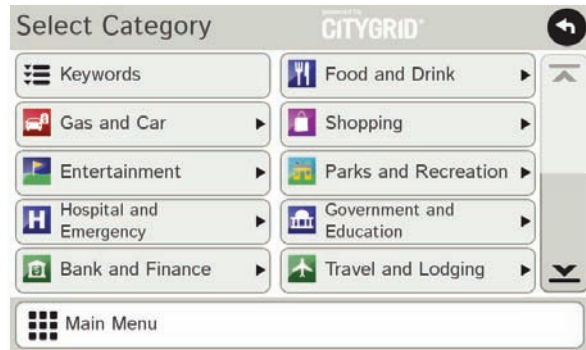 Select Category
powered by
CITYGRID
Keywords
Food and Drink
Gas and Car
Shopping
Entertainment
Parks and Recreation
H
Hospital and
Emergency
Government and
Education
Bank and Finance
Travel and Lodging
Main Menu